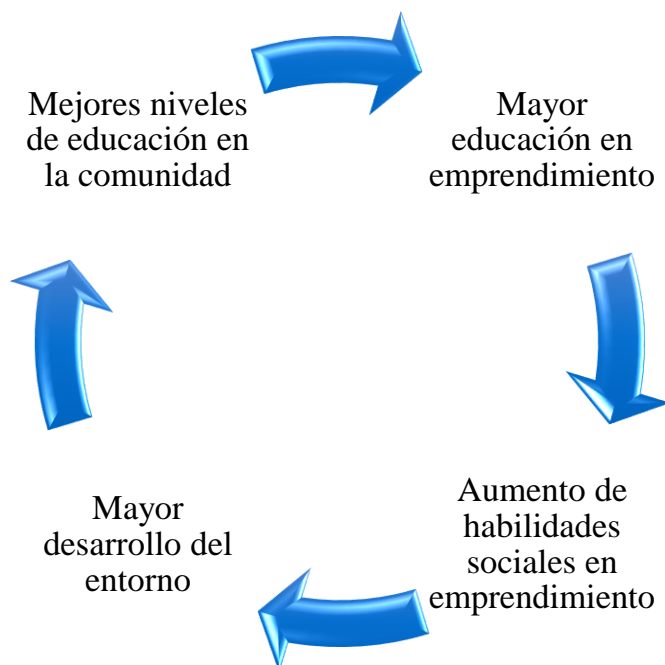 Mejores niveles
de educación en
la comunidad
Mayor
educación en
emprendimiento
Aumento de
habilidades
sociales en
emprendimiento
Mayor
desarrollo del
entorno